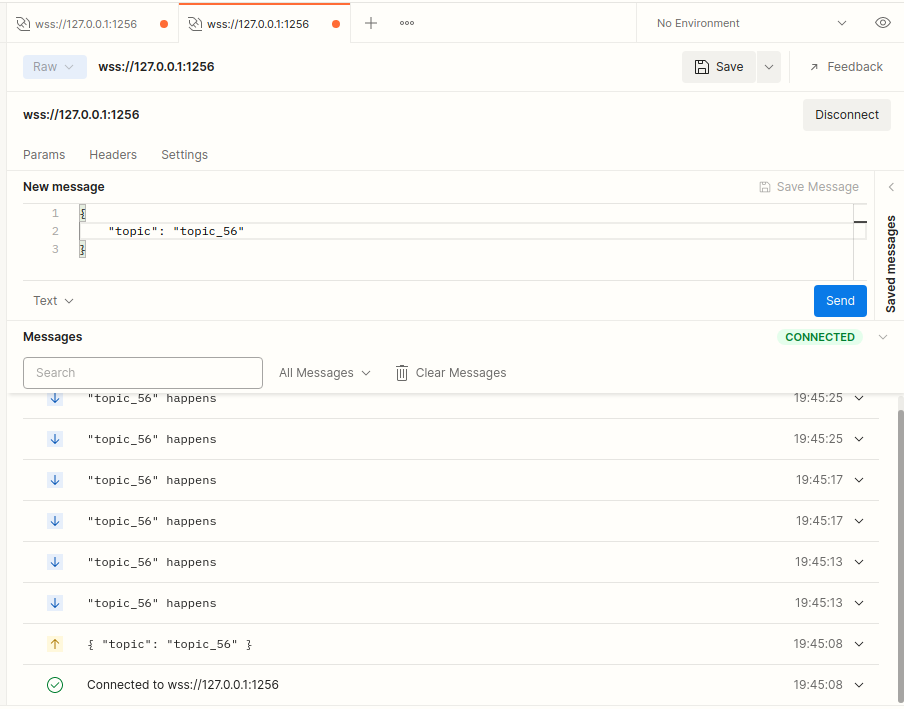 wss://127.0.0.1:1256
wss://127.0.0.1:1256
No Environment
Raw
wss://127.0.0.1:1256
Save
Feedback
wss://127.0.0.1:1256
Disconnect
Params Headers Settings
New message
Save Message
1 {
2 "topic": "topic_56"
3 }
Saved messages
Text
Send
Messages
CONNECTED
Search
All Messages
Clear Messages
"topic_56" happens 19:45:25
"topic_56" happens 19:45:25
"topic_56" happens 19:45:17
"topic_56" happens 19:45:17
"topic_56" happens 19:45:13
"topic_56" happens 19:45:13
{ "topic": "topic_56" } 19:45:08
Connected to wss://127.0.0.1:1256 19:45:08